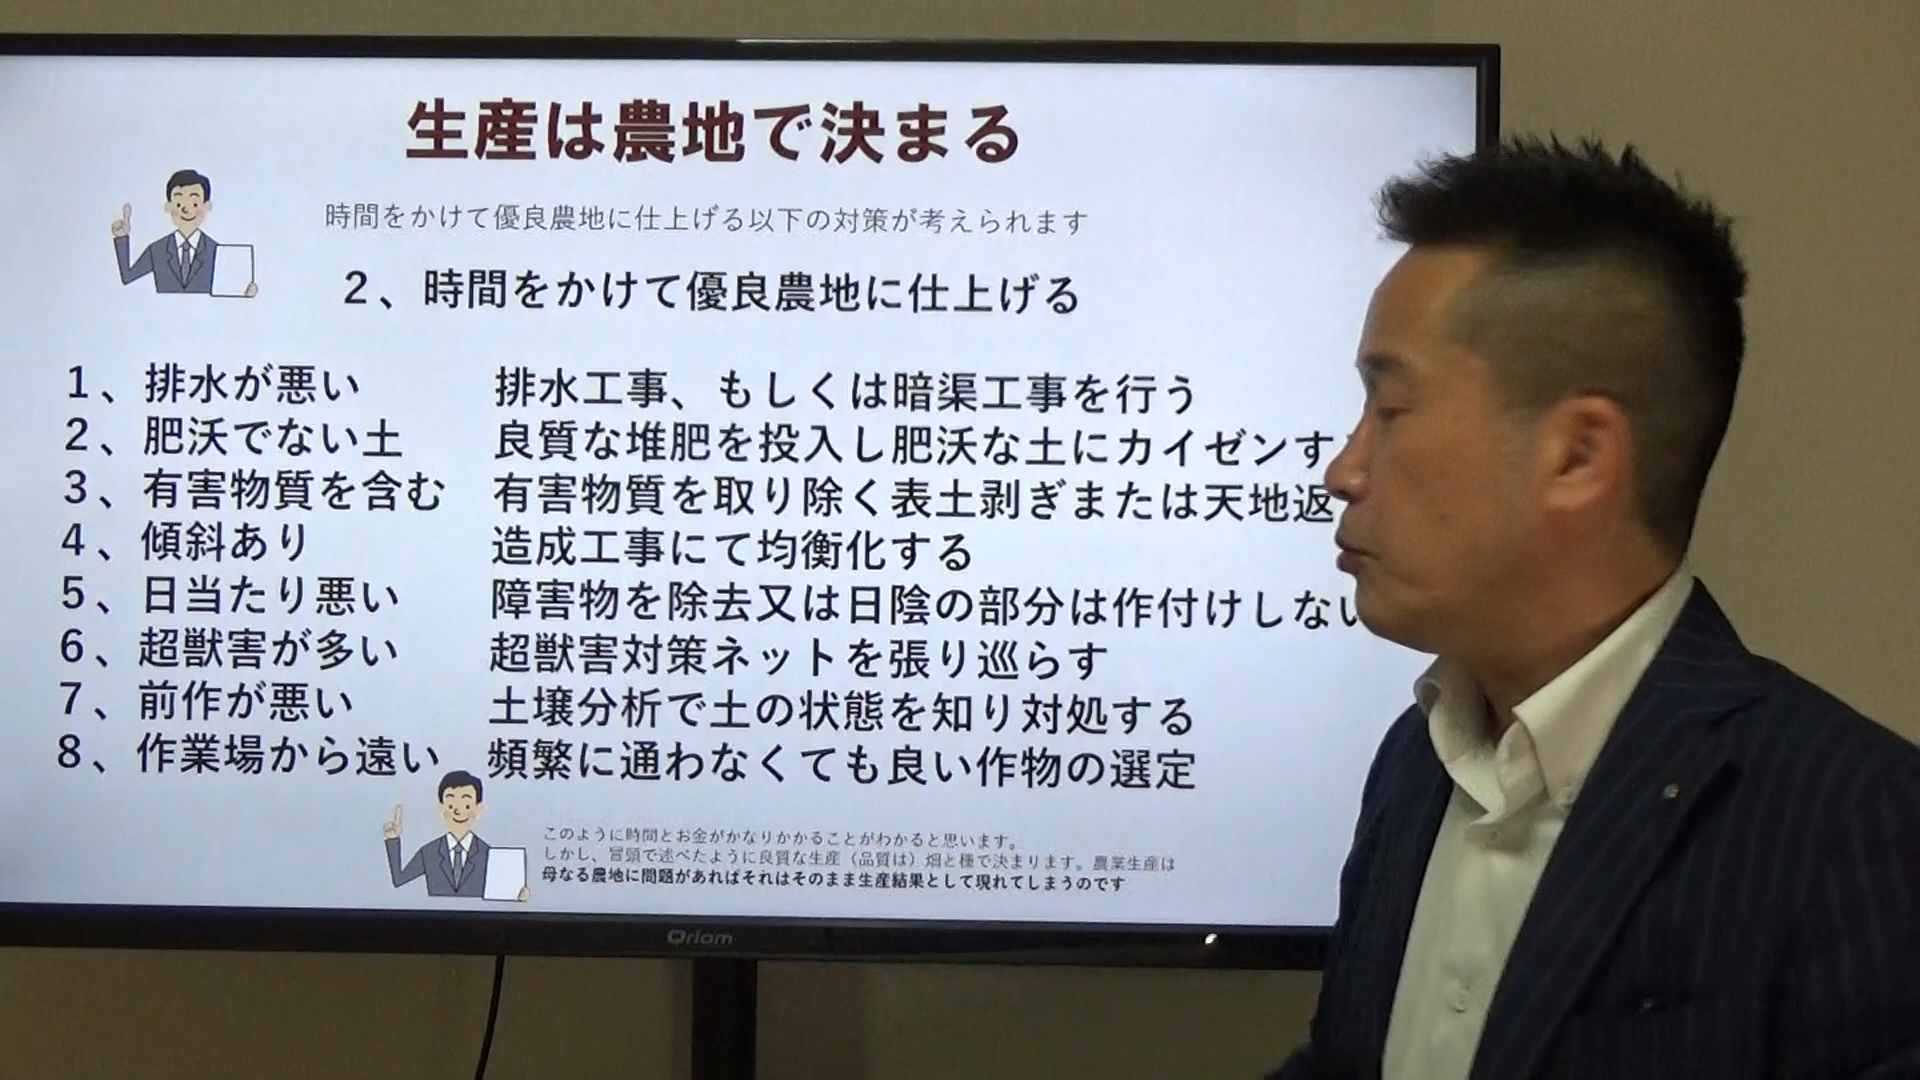 生産は農地で決まる
時間をかけて優良農地に仕上げる以下の対策が考えられます
2、時間をかけて優良農地に仕上げる
1、排水が悪い 排水工事、もしくは暗渠工事を行う
2、肥沃でない土 良質な堆肥を投入し肥沃な土にカイゼンす
3、有害物質を含む 有害物質を取り除く表土剥ぎまたは天地返
4、傾斜あり 造成工事にて均衡化する
5、日当たり悪い 障害物を除去又は日陰の部分は作付けしない
6、超獣害が多い 超獣害対策ネットを張り巡らす
7、前作が悪い 土壌分析で土の状態を知り対処する
8、作業場から遠い 頻繁に通わなくても良い作物の選定
このように時間とお金がかなりかかることがわかると思います。
しかし、冒頭で述べたように良質な生産（品質は）畑と種で決まります。農業生産は
母なる農地に問題があればそれはそのまま生産結果として現れてしまうのです
Qriom